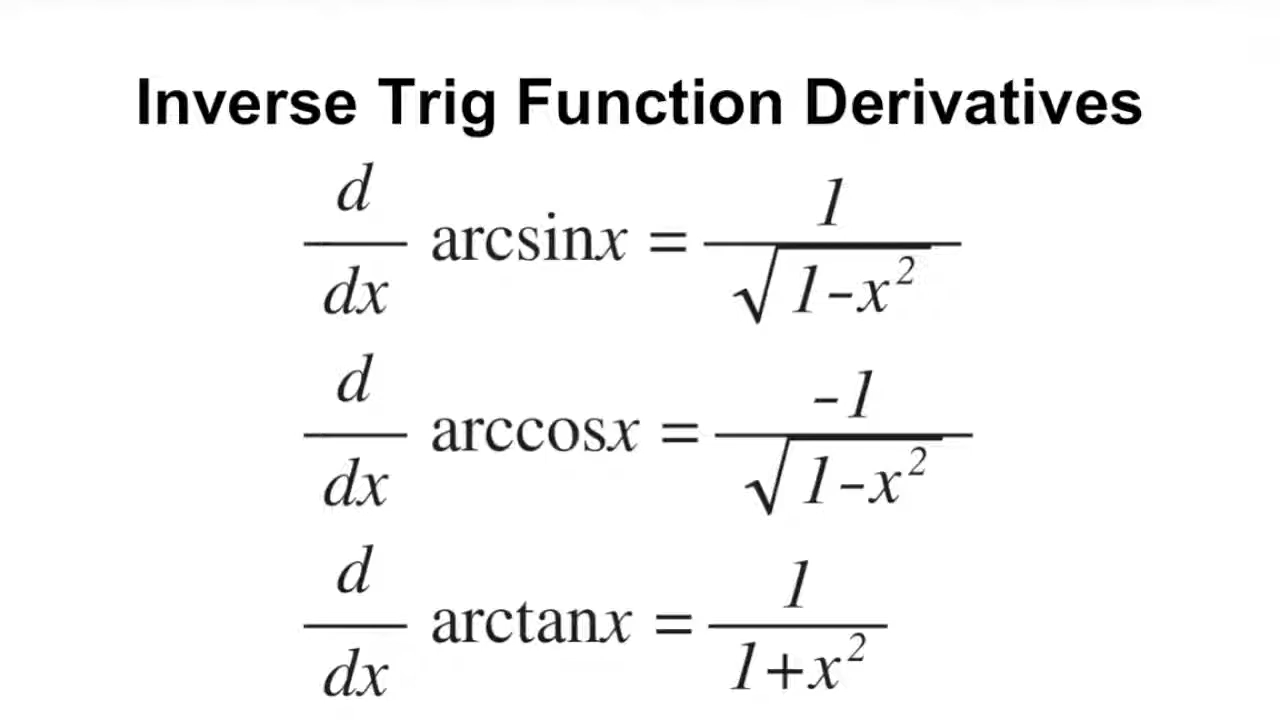 Inverse Trig Function Derivatives
d/dx arcsinx = 1/√(1-x²)
d/dx arccosx = -1/√(1-x²)
d/dx arctanx = 1/(1+x²)